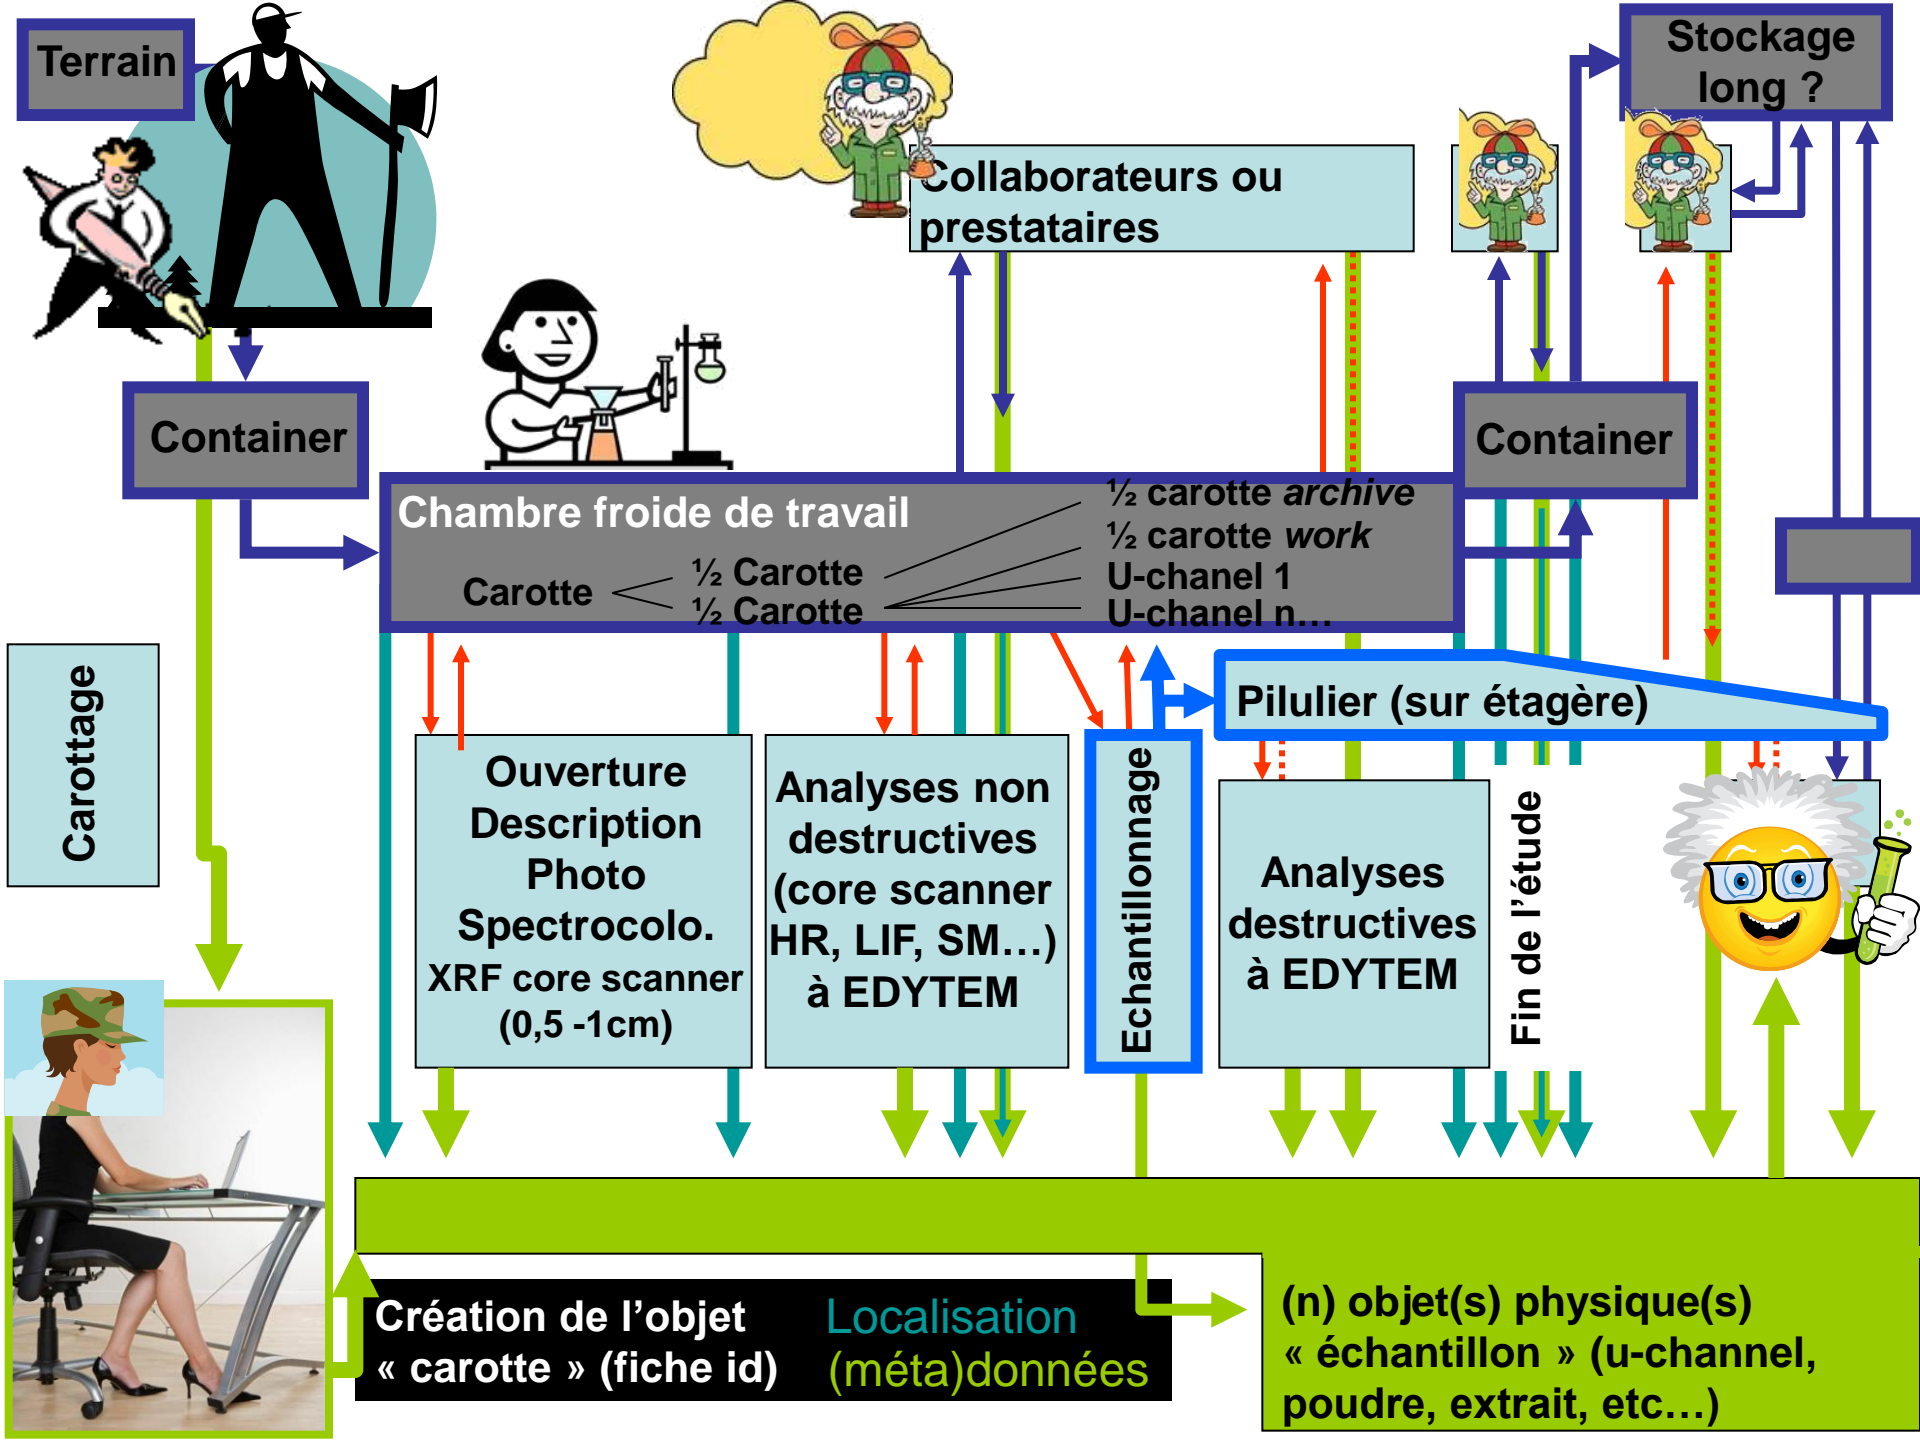 Terrain
Stockage
long ?
Collaborateurs ou
prestataires
Container
Container
Chambre froide de travail
Carotte
½ Carotte
½ Carotte
½ carotte archive
½ carotte work
U-chanel 1
U-chanel n…
Carottage
Pilulier (sur étagère)
Ouverture
Description
Photo
Spectrocolo.
XRF core scanner
(0,5 -1cm)
Analyses non
destructives
(core scanner
HR, LIF, SM…)
à EDYTEM
Echantillonnage
Analyses
destructives
à EDYTEM
Fin de l’étude
Création de l’objet
« carotte » (fiche id)
Localisation
(méta)données
(n) objet(s) physique(s)
« échantillon » (u-channel,
poudre, extrait, etc…)